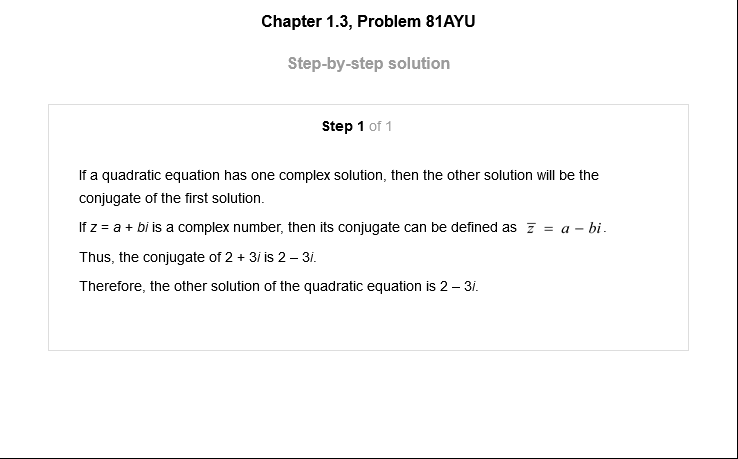 Chapter 1.3, Problem 81AYU
Step-by-step solution
Step 1 of 1
If a quadratic equation has one complex solution, then the other solution will be the
conjugate of the first solution.
If z = a + bi is a complex number, then its conjugate can be defined as z̅ = a − bi.
Thus, the conjugate of 2 + 3i is 2 – 3i.
Therefore, the other solution of the quadratic equation is 2 – 3i.